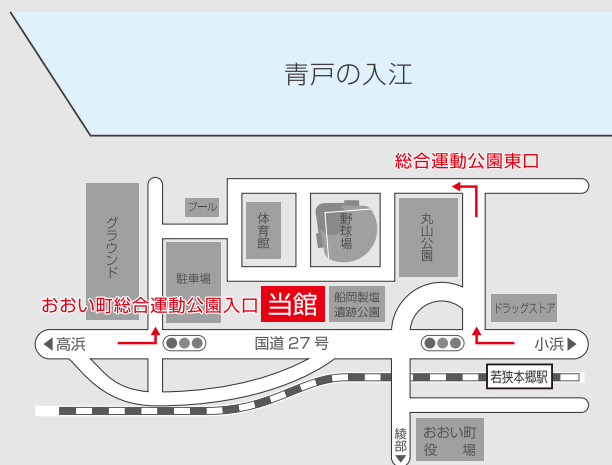 青戸の入江
総合運動公園東口
グラウンド
プール
体育館
野球場
丸山公園
駐車場
おおい町総合運動公園入口
当館
船岡製塩
遺跡公園
ドラッグストア
高浜
国道27号
小浜
若狭本郷駅
綾部
おおい町
役場